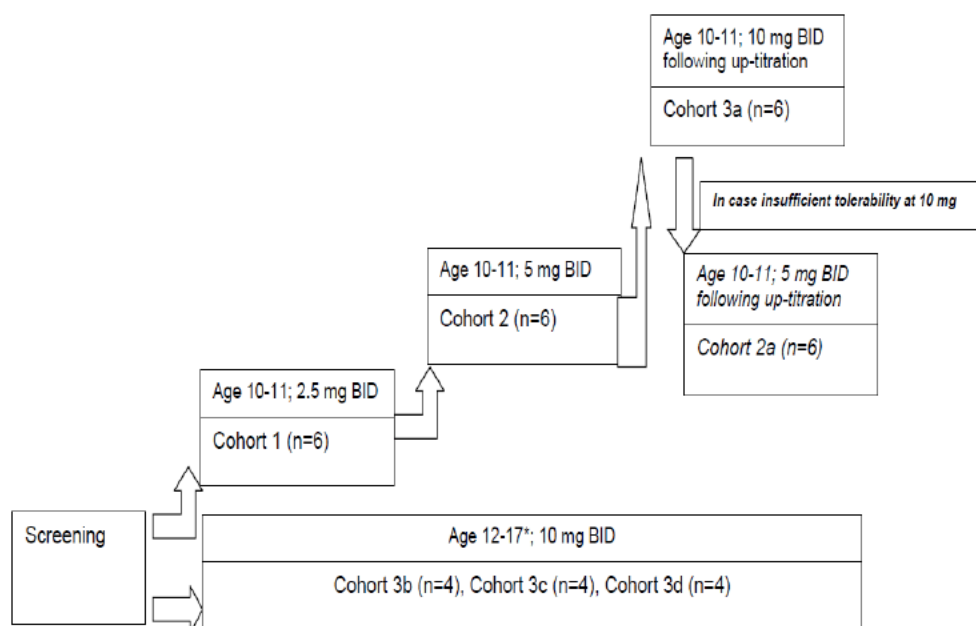 Age 10-11; 10 mg BID
following up-titration
Cohort 3a (n=6)
In case insufficient tolerability at 10 mg
Age 10-11; 5 mg BID
Cohort 2 (n=6)
Age 10-11; 5 mg BID
following up-titration
Cohort 2a (n=6)
Age 10-11; 2.5 mg BID
Cohort 1 (n=6)
Screening
Age 12-17*; 10 mg BID
Cohort 3b (n=4), Cohort 3c (n=4), Cohort 3d (n=4)